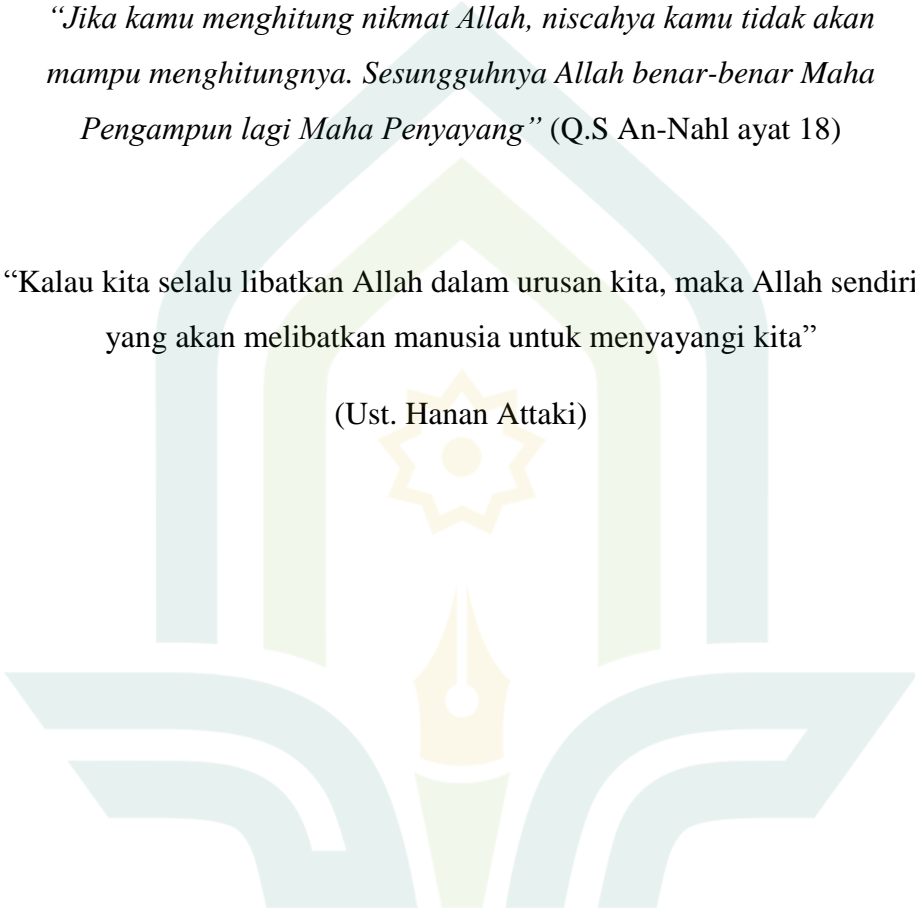 “Jika kamu menghitung nikmat Allah, niscahya kamu tidak akan
mampu menghitungnya. Sesungguhnya Allah benar-benar Maha
Pengampun lagi Maha Penyayang” (Q.S An-Nahl ayat 18)
“Kalau kita selalu libatkan Allah dalam urusan kita, maka Allah sendiri
yang akan melibatkan manusia untuk menyayangi kita”
(Ust. Hanan Attaki)